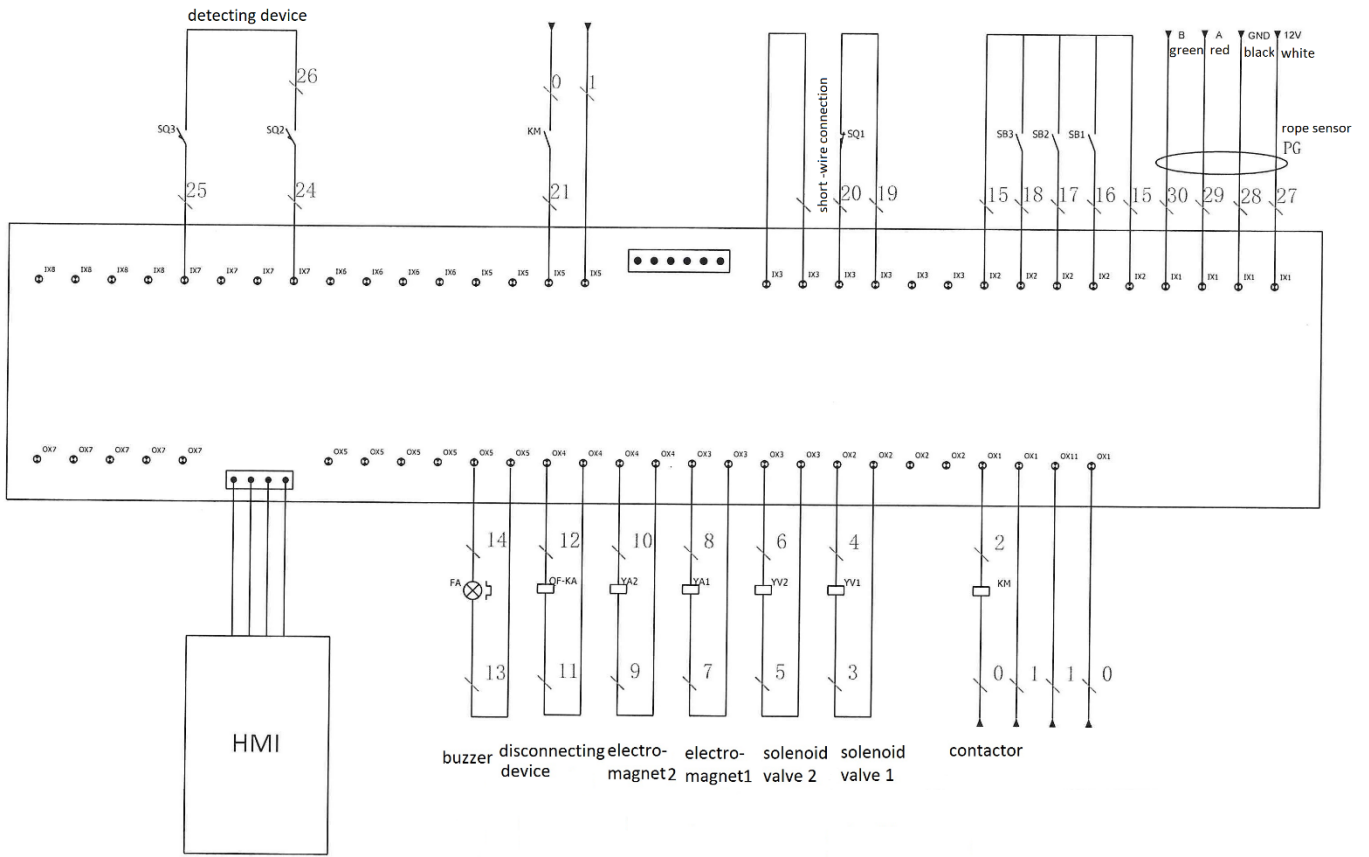 detecting device
B
A
GND
12V
green
red
black
white
26
0
1
SQ3
SQ2
KM
short -wire connection
SQ1
SB3
SB2
SB1
rope sensor
PG
25
24
21
20
19
15
18
17
16
15
30
29
28
27
IX8
IX8
IX8
IX8
IX7
IX7
IX7
IX7
IX6
IX6
IX6
IX6
IX5
IX5
IX5
IX5
IX3
IX3
IX3
IX3
IX3
IX3
IX2
IX2
IX2
IX2
IX2
IX1
IX1
IX1
IX1
OX7
OX7
OX7
OX7
OX7
OX5
OX5
OX5
OX5
OX5
OX5
OX4
OX4
OX4
OX4
OX3
OX3
OX3
OX3
OX2
OX2
OX2
OX2
OX1
OX1
OX11
OX1
14
12
10
8
6
4
2
FA
QF-KA
YA2
YA1
YV2
YV1
KM
13
11
9
7
5
3
0
1
1
0
HMI
buzzer
disconnecting
device
electro-
magnet2
electro-
magnet1
solenoid
valve 2
solenoid
valve 1
contactor